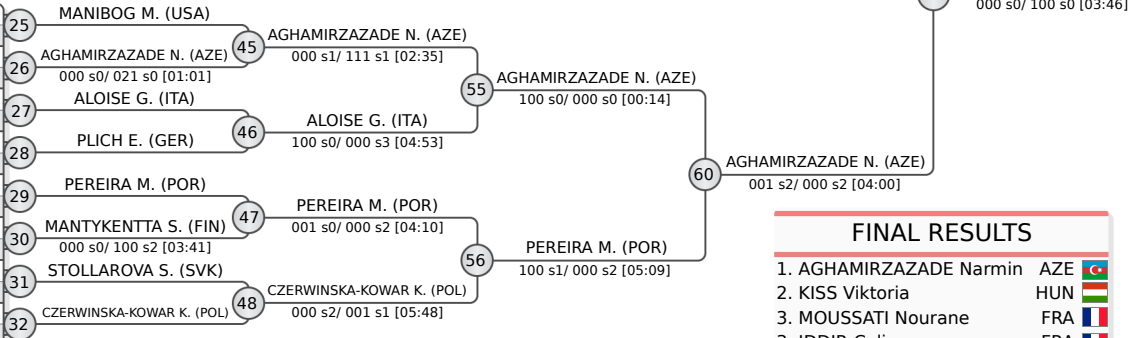 000 s0/ 100 s0 [03:46]
25
MANIBOG M. (USA)
26
AGHAMIRZAZADE N. (AZE)
000 s0/ 021 s0 [01:01]
27
ALOISE G. (ITA)
28
PLICH E. (GER)
29
PEREIRA M. (POR)
30
MANTYKENTTA S. (FIN)
000 s0/ 100 s2 [03:41]
31
STOLLAROVA S. (SVK)
32
CZERWINSKA-KOWAR K. (POL)
45
AGHAMIRZAZADE N. (AZE)
000 s1/ 111 s1 [02:35]
46
ALOISE G. (ITA)
100 s0/ 000 s3 [04:53]
47
PEREIRA M. (POR)
001 s0/ 000 s2 [04:10]
48
CZERWINSKA-KOWAR K. (POL)
000 s2/ 001 s1 [05:48]
55
AGHAMIRZAZADE N. (AZE)
100 s0/ 000 s0 [00:14]
56
PEREIRA M. (POR)
100 s1/ 000 s2 [05:09]
60
AGHAMIRZAZADE N. (AZE)
001 s2/ 000 s2 [04:00]
FINAL RESULTS
1. AGHAMIRZAZADE Narmin AZE
2. KISS Viktoria HUN
3. MOUSSATI Nourane FRA